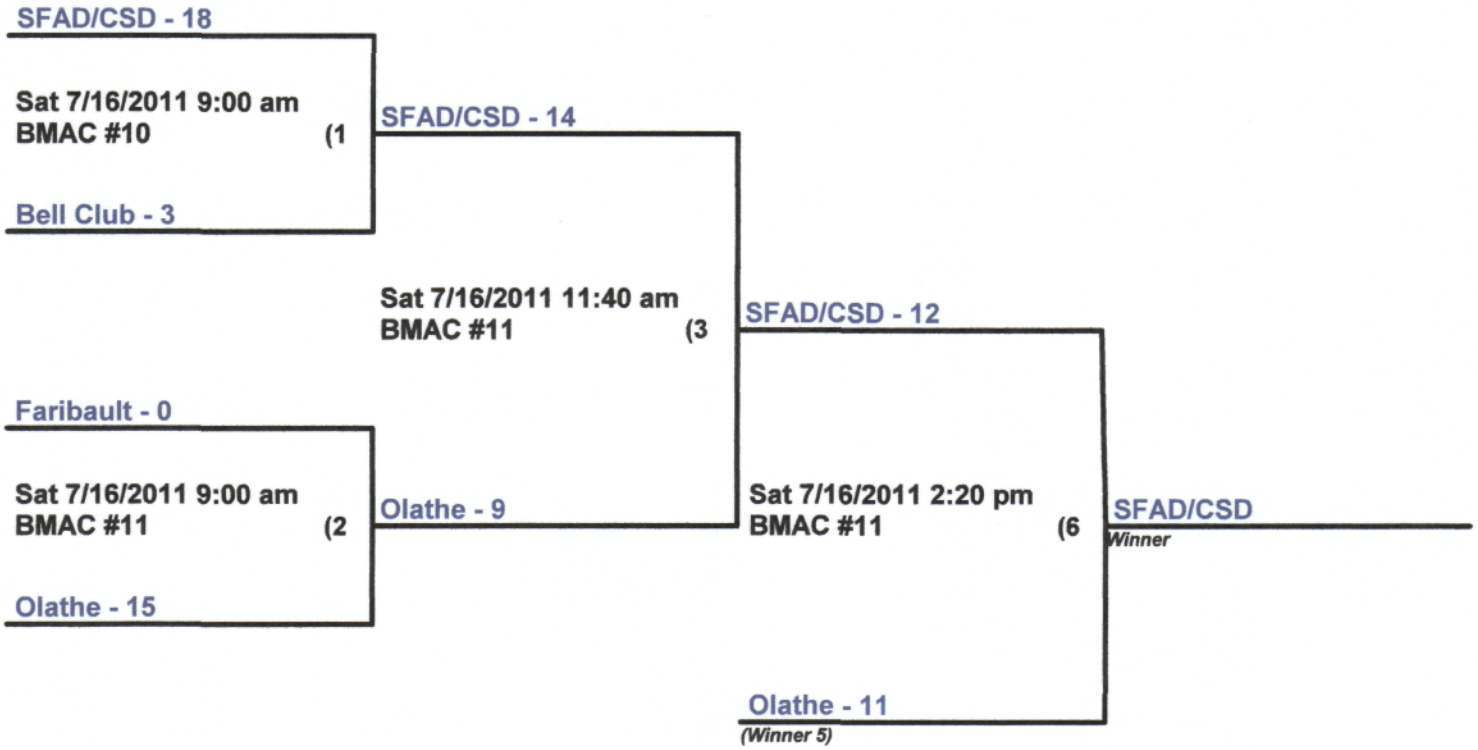 SFAD/CSD - 18
Sat 7/16/2011 9:00 am
BMAC #10 (1
Bell Club - 3
SFAD/CSD - 14
Sat 7/16/2011 11:40 am
BMAC #11 (3
Faribault - 0
Sat 7/16/2011 9:00 am
BMAC #11 (2
Olathe - 15
Olathe - 9
SFAD/CSD - 12
Sat 7/16/2011 2:20 pm
BMAC #11 (6
Olathe - 11
(Winner 5)
SFAD/CSD
Winner